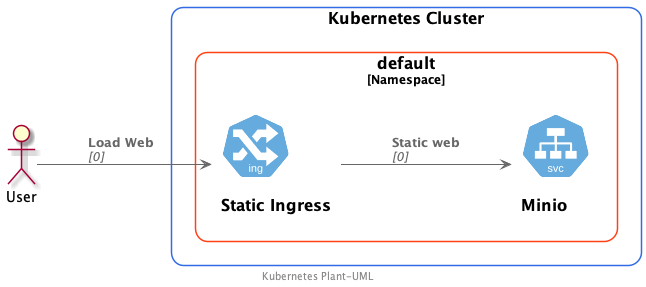 Kubernetes Cluster
default
[Namespace]
Load Web
[0]
Static web
[0]
ing
svc
User
Static Ingress
Minio
Kubernetes Plant-UML